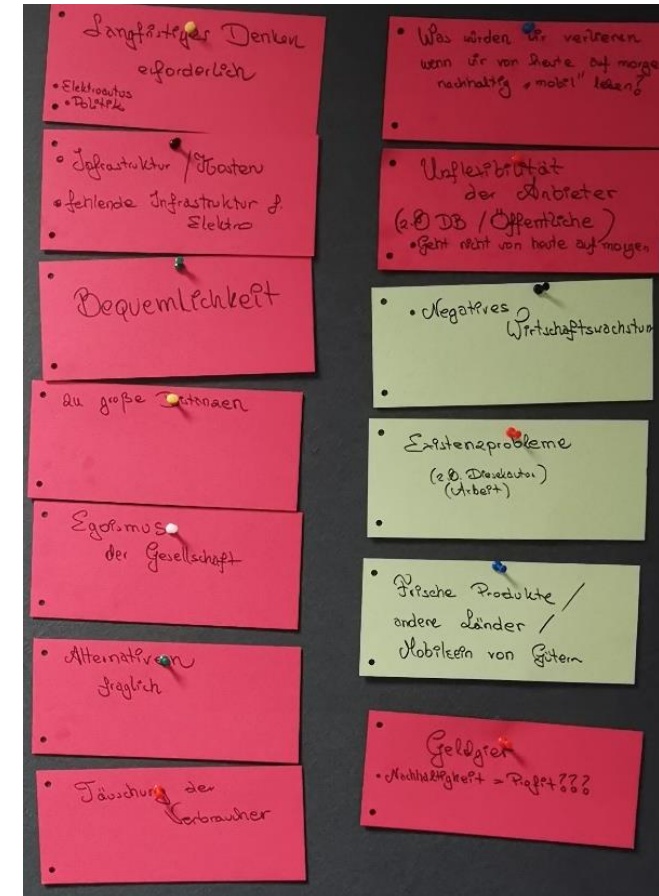 Langfristiges Denken
erforderlich
• Elektroautos
• Politik
• Infrastruktur / Kosten
• fehlende Infrastruktur f.
Elektro
Bequemlichkeit
zu große Distanzen
Egoismus
der Gesellschaft
Alternativen
fraglich
Täuschung der
Verbraucher
• Was würden wir verlieren
wenn wir von heute auf morgen
nachhaltig "mobil" leben?
Unflexibilität
der Anbieter
(z.B DB / Öffentliche)
• Geht nicht von heute auf morgen
• Negatives
Wirtschaftswachstum
Existenzprobleme
(z.B. Dieselautos)
(Arbeit)
Frische Produkte /
andere Länder /
Mobilsein von Gütern
Geldgier
• Nachhaltigkeit = Profit???